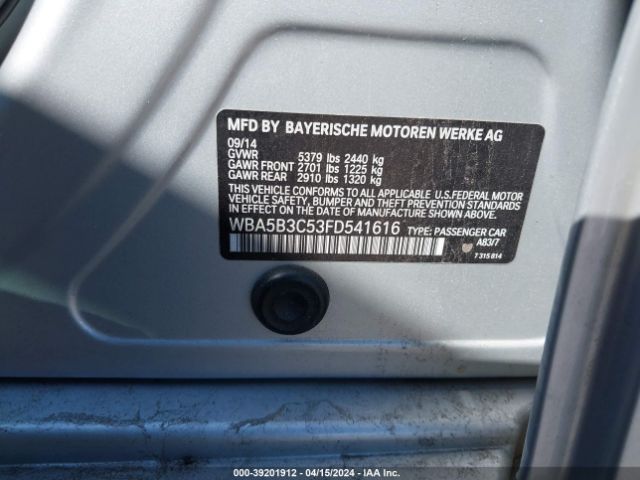 MFD BY BAYERISCHE MOTOREN WERKE AG
09/14
GVWR 5379 lbs 2440 kg
GAWR FRONT 2701 lbs 1225 kg
GAWR REAR 2910 lbs 1320 kg
THIS VEHICLE CONFORMS TO ALL APPLICABLE U.S.FEDERAL MOTOR
VEHICLE SAFETY, BUMPER AND THEFT PREVENTION STANDARDS
IN EFFECT ON THE DATE OF MANUFACTURE SHOWN ABOVE.
WBA5B3C53FD541616 TYPE: PASSENGER CAR
A83/7
7 315 814
000-39201912 - 04/15/2024 - IAA Inc.